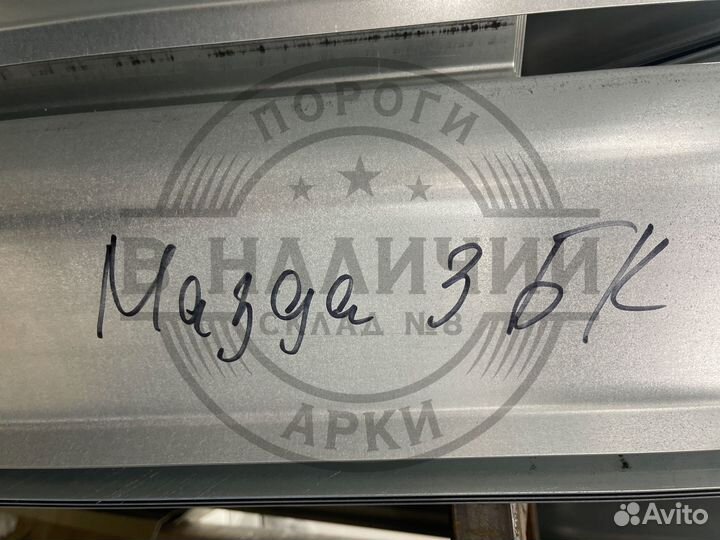 ПОРОГИ
В НАЛИЧИИ
Мазда 3 БК
СКЛАД №8
АРКИ
Avito